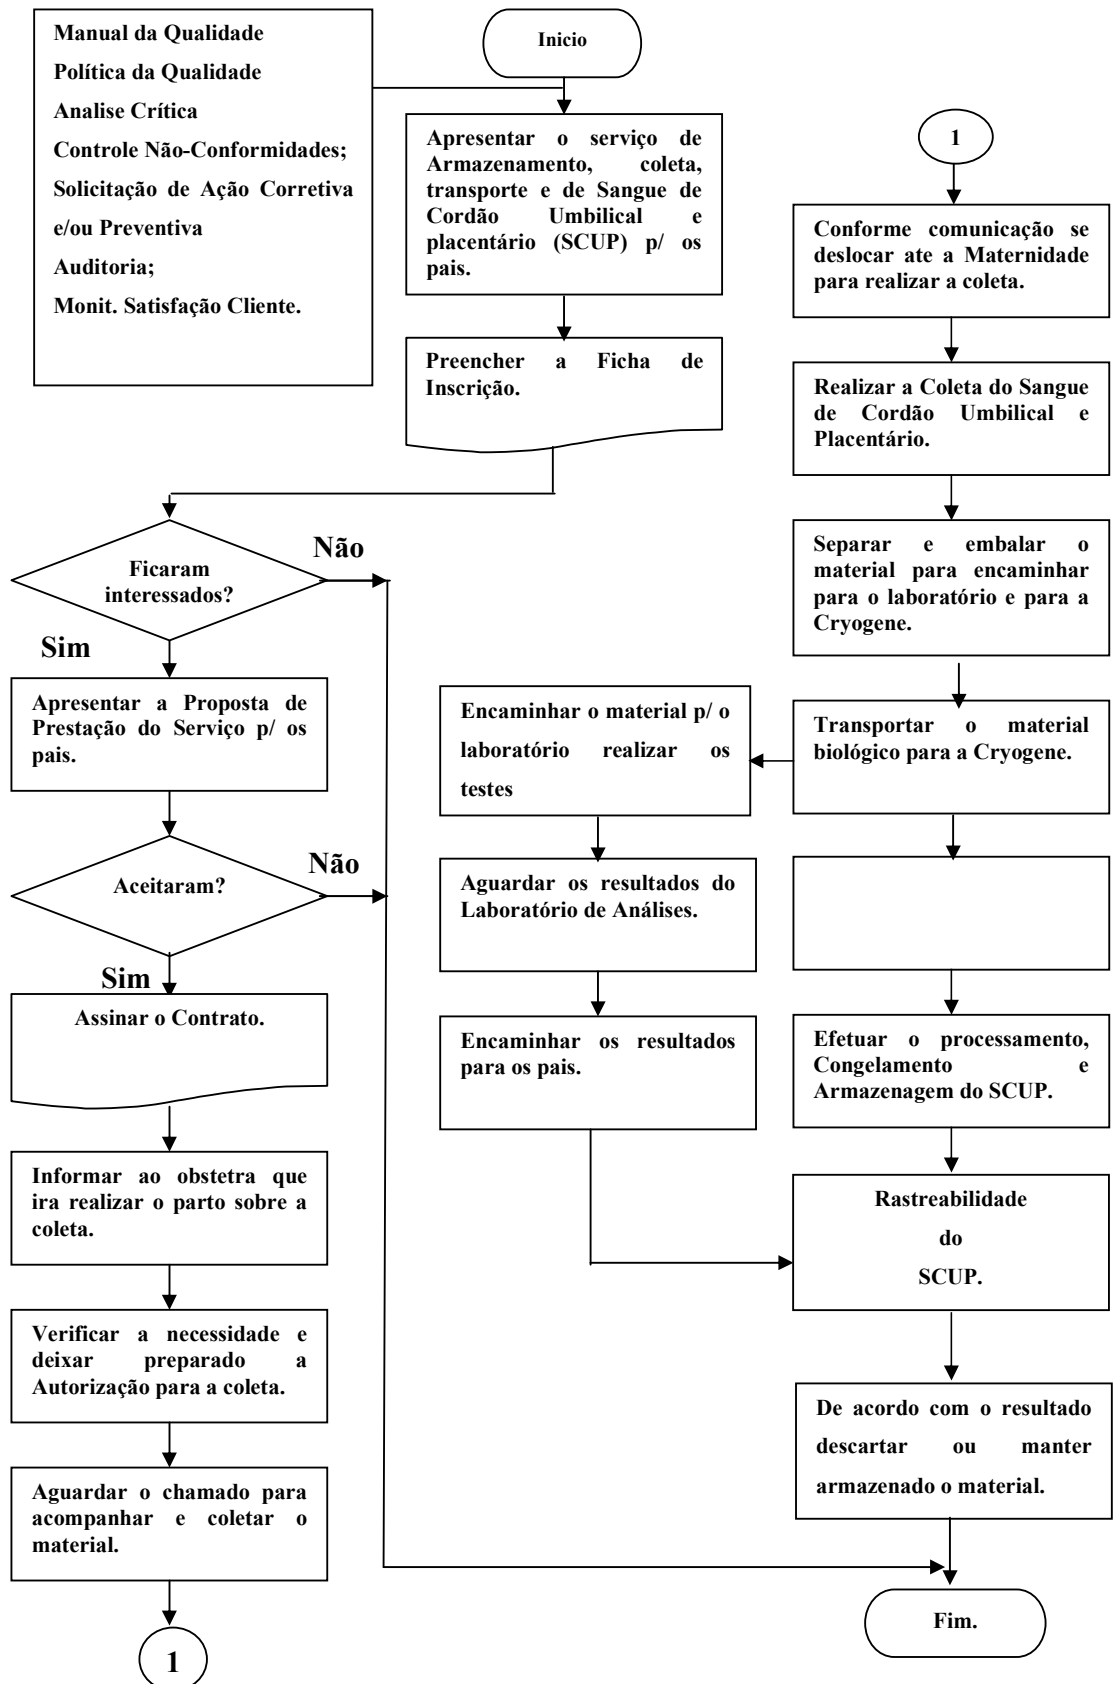 Manual da Qualidade
Política da Qualidade
Analise Crítica
Controle Não-Conformidades;
Solicitação de Ação Corretiva
e/ou Preventiva
Auditoria;
Monit. Satisfação Cliente.
Inicio
Apresentar o serviço de
Armazenamento, coleta,
transporte e de Sangue de
Cordão Umbilical e
placentário (SCUP) p/ os
pais.
Preencher a Ficha de
Inscrição.
Ficaram
interessados?
Não
Sim
Apresentar a Proposta de
Prestação do Serviço p/ os
pais.
Aceitaram?
Não
Sim
Assinar o Contrato.
Informar ao obstetra que
ira realizar o parto sobre a
coleta.
Verificar a necessidade e
deixar preparado a
Autorização para a coleta.
Aguardar o chamado para
acompanhar e coletar o
material.
1
1
Conforme comunicação se
deslocar ate a Maternidade
para realizar a coleta.
Realizar a Coleta do Sangue
de Cordão Umbilical e
Placentário.
Separar e embalar o
material para encaminhar
para o laboratório e para a
Cryogene.
Transportar o material
biológico para a Cryogene.
Encaminhar o material p/ o
laboratório realizar os
testes
Aguardar os resultados do
Laboratório de Análises.
Encaminhar os resultados
para os pais.
Efetuar o processamento,
Congelamento e
Armazenagem do SCUP.
Rastreabilidade
do
SCUP.
De acordo com o resultado
descartar ou manter
armazenado o material.
Fim.